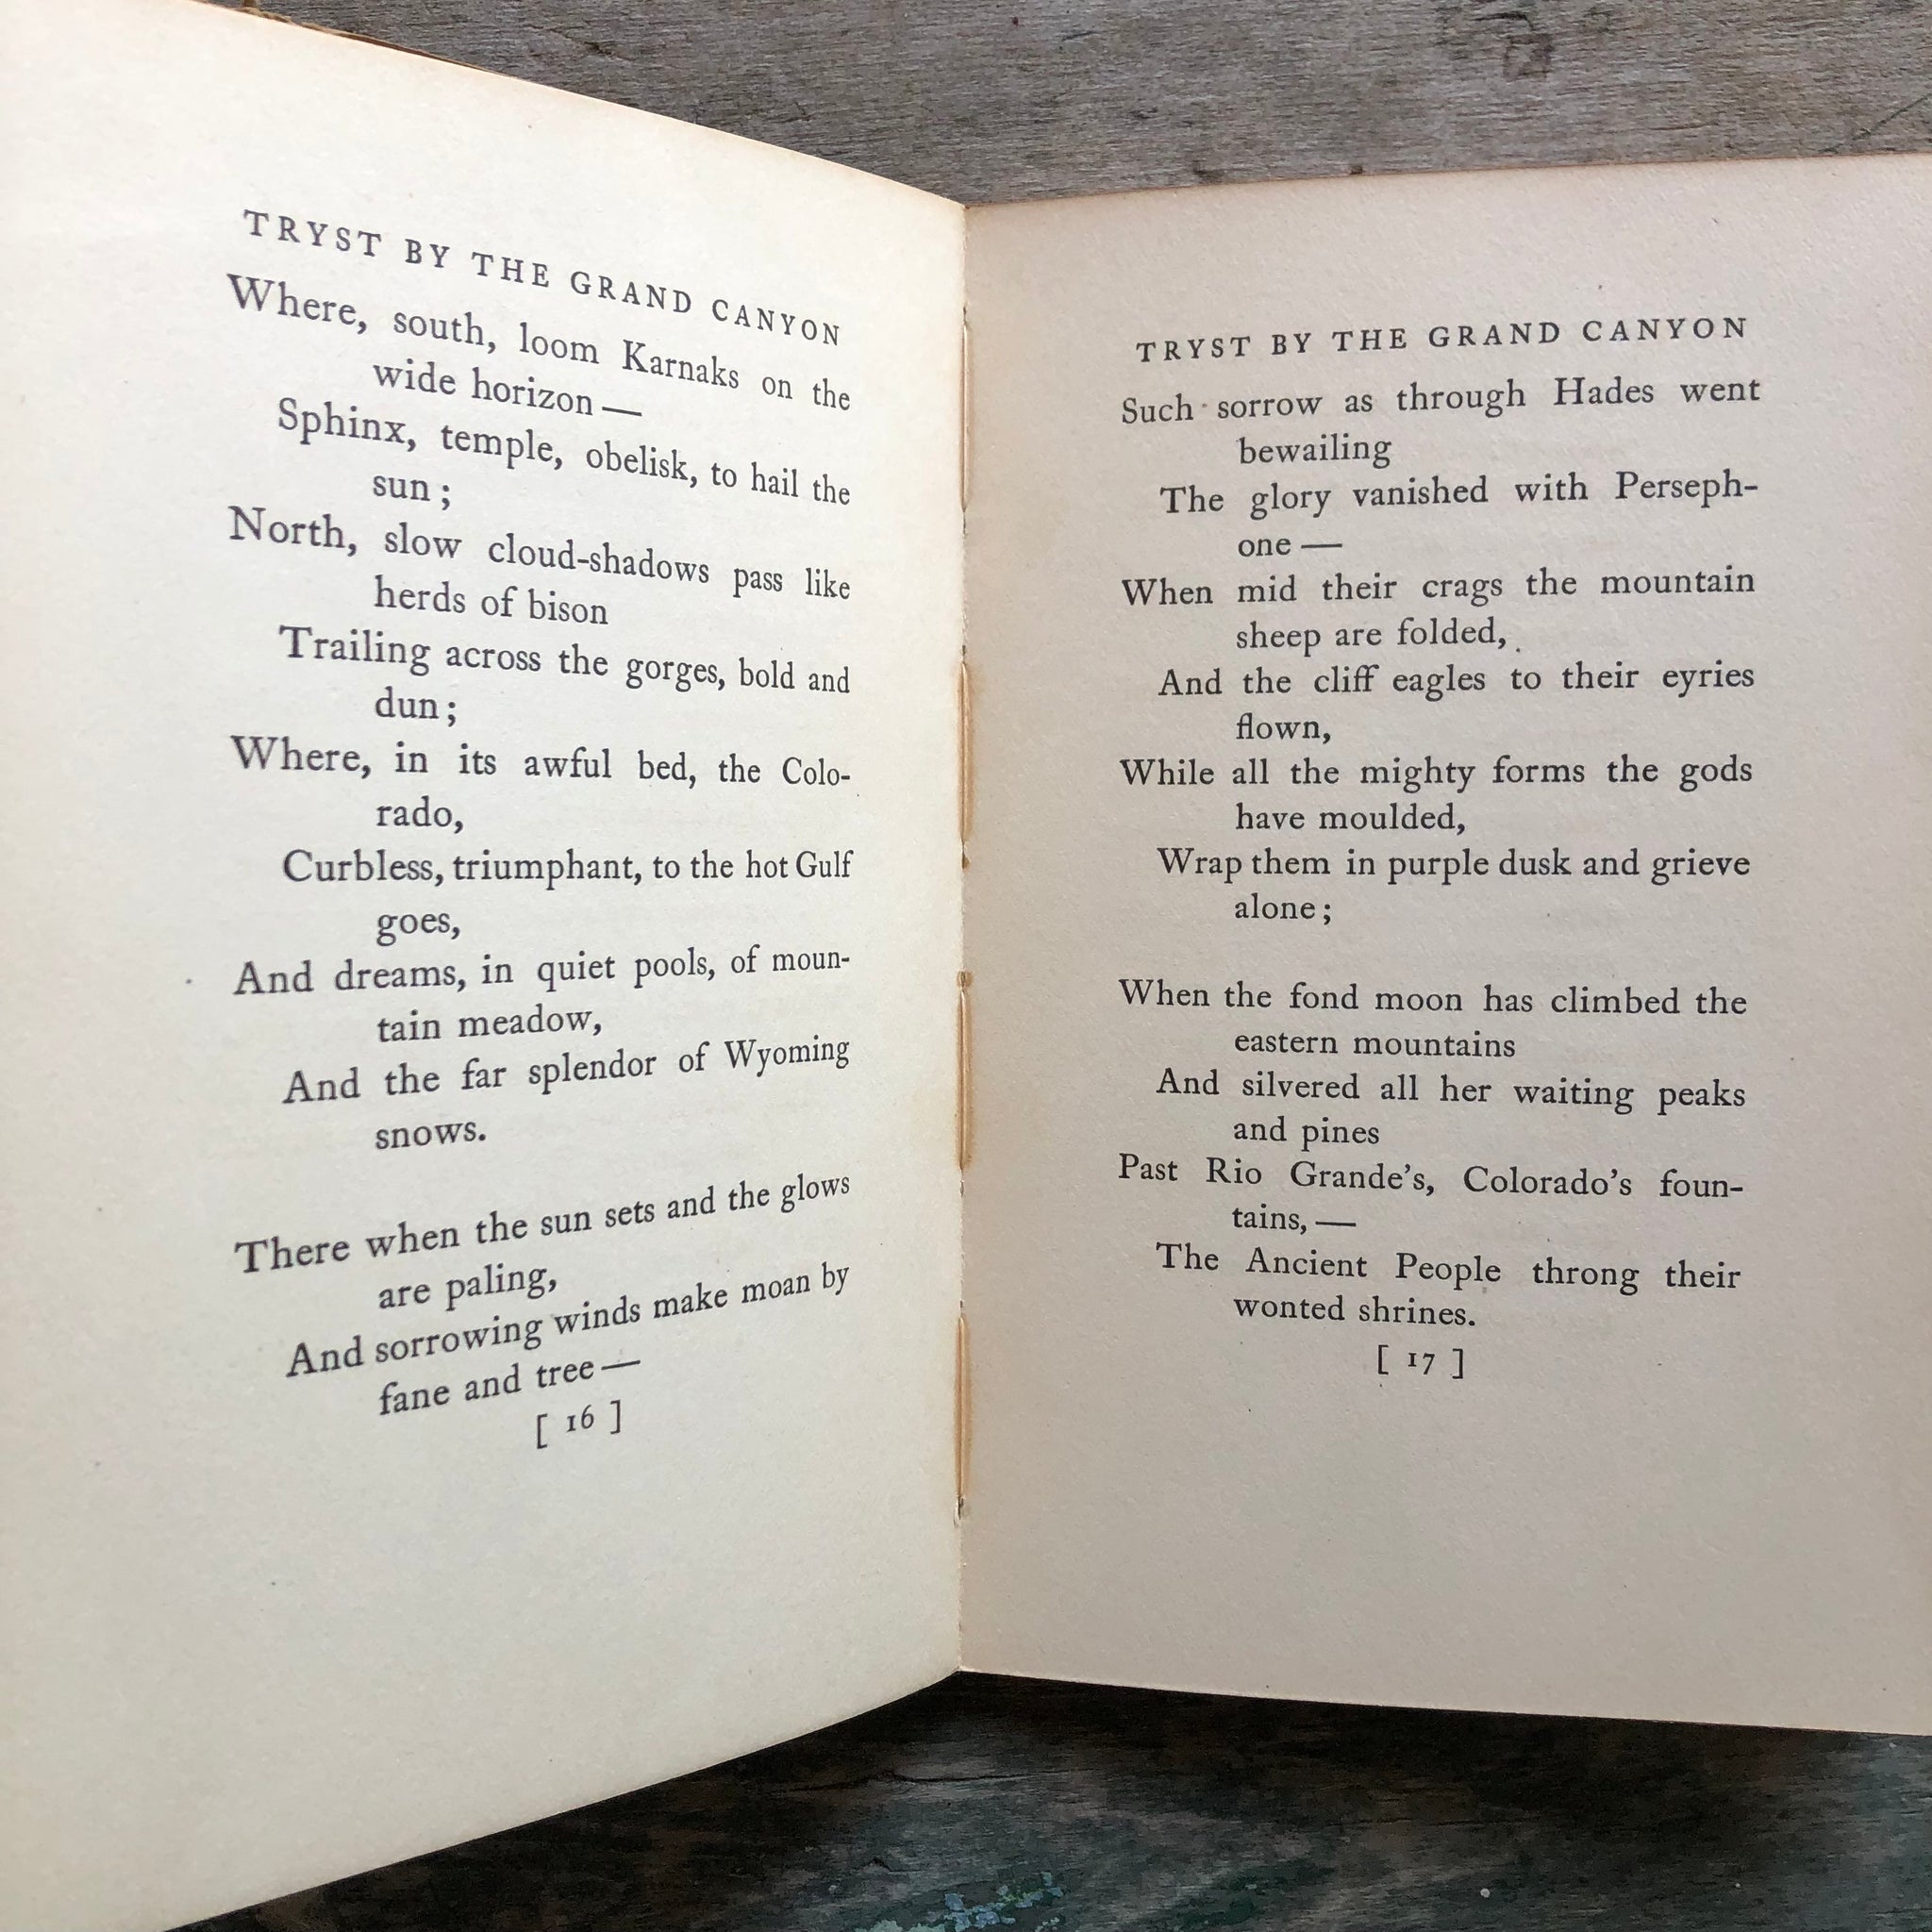 TRYST BY THE GRAND CANYON
Where, south, loom Karnaks on the
wide horizon —
Sphinx, temple, obelisk, to hail the
sun ;
North, slow cloud-shadows pass like
herds of bison
Trailing across the gorges, bold and
dun ;
Where, in its awful bed, the Colo-
rado,
Curbless, triumphant, to the hot Gulf
goes,
And dreams, in quiet pools, of moun-
tain meadow,
And the far splendor of Wyoming
snows.
There when the sun sets and the glows
are paling,
And sorrowing winds make moan by
fane and tree —
[ 16 ]
TRYST BY THE GRAND CANYON
Such sorrow as through Hades went
bewailing
The glory vanished with Perseph-
one —
When mid their crags the mountain
sheep are folded,
And the cliff eagles to their eyries
flown,
While all the mighty forms the gods
have moulded,
Wrap them in purple dusk and grieve
alone ;
When the fond moon has climbed the
eastern mountains
And silvered all her waiting peaks
and pines
Past Rio Grande's, Colorado's foun-
tains, —
The Ancient People throng their
wonted shrines.
[ 17 ]